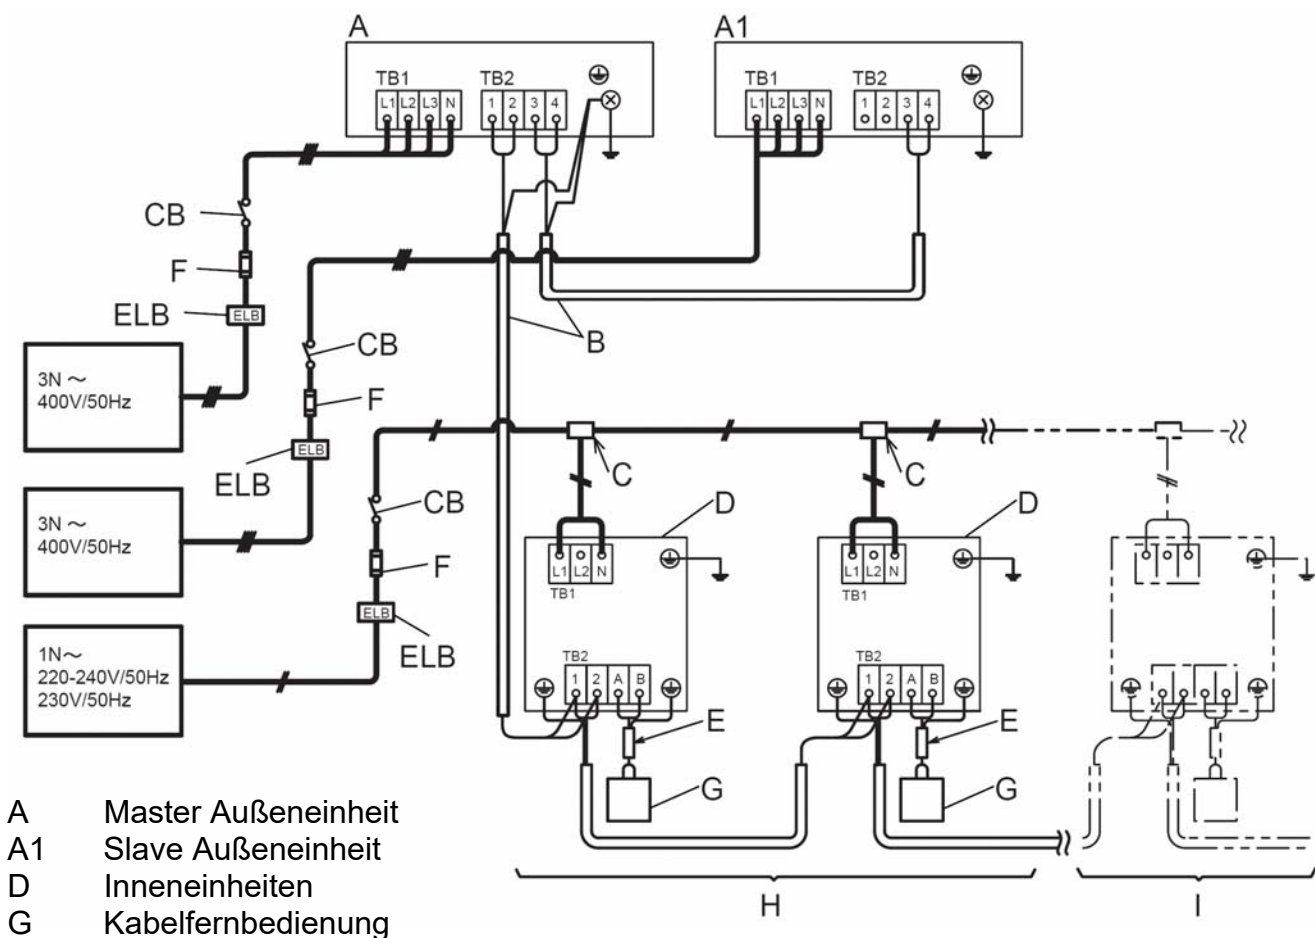 A A1
TB1 TB2 TB1 TB2
L1 L2 L3 N 1 2 3 4 L1 L2 L3 N 1 2 3 4
CB
F
ELB ELB
B
CB
3N ~
400V/50Hz
F
ELB
ELB
C C
CB
D D
3N ~
400V/50Hz
F
L1 L2 N L1 L2 N
TB1 TB1
ELB
ELB
1N~
220-240V/50Hz
230V/50Hz
TB2 TB2
1 2 A B 1 2 A B
E E
G G
A Master Außeneinheit
A1 Slave Außeneinheit
D Inneneinheiten
G Kabelfernbedienung
H I